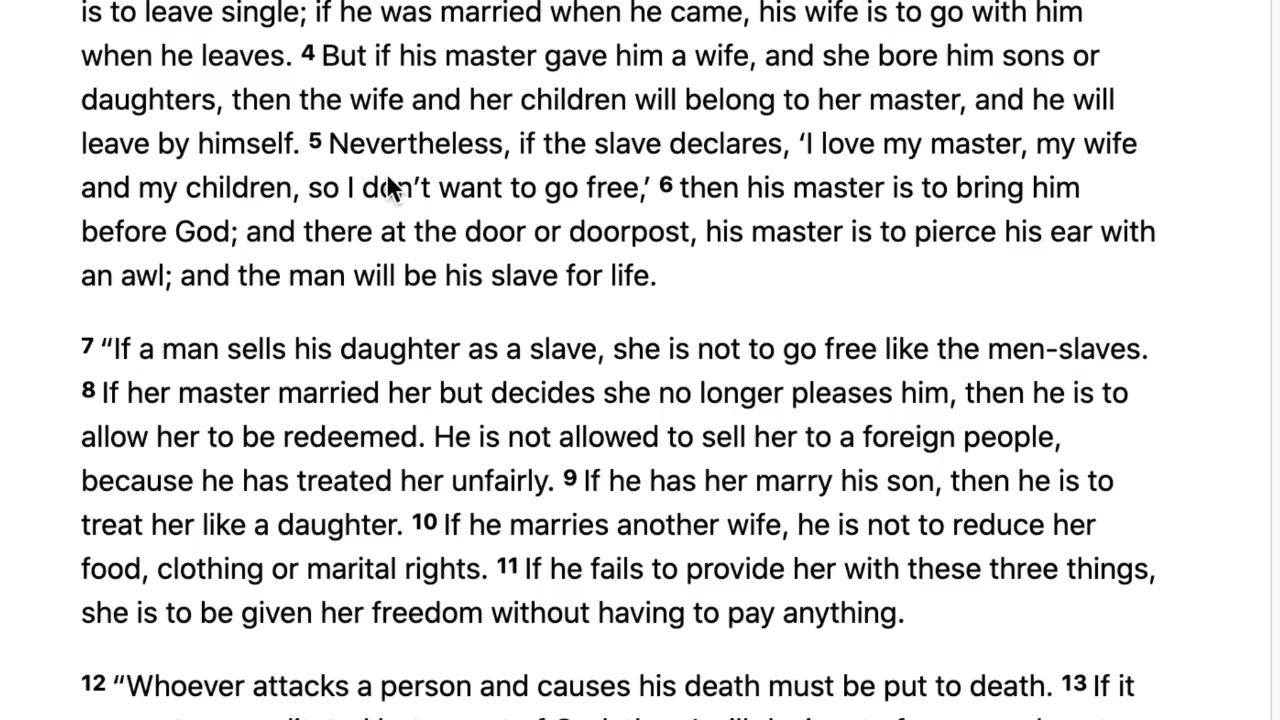 is to leave single; if he was married when he came, his wife is to go with him
when he leaves. 4 But if his master gave him a wife, and she bore him sons or
daughters, then the wife and her children will belong to her master, and he will
leave by himself. 5 Nevertheless, if the slave declares, ‘I love my master, my wife
and my children, so I don’t want to go free,’ 6 then his master is to bring him
before God; and there at the door or doorpost, his master is to pierce his ear with
an awl; and the man will be his slave for life.
7 “If a man sells his daughter as a slave, she is not to go free like the men-slaves.
8 If her master married her but decides she no longer pleases him, then he is to
allow her to be redeemed. He is not allowed to sell her to a foreign people,
because he has treated her unfairly. 9 If he has her marry his son, then he is to
treat her like a daughter. 10 If he marries another wife, he is not to reduce her
food, clothing or marital rights. 11 If he fails to provide her with these three things,
she is to be given her freedom without having to pay anything.
12 “Whoever attacks a person and causes his death must be put to death. 13 If it